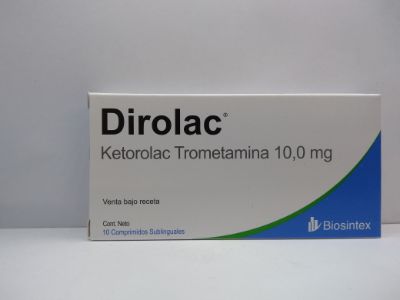 Dirolac®
Ketorolac Trometamina 10,0 mg
Venta bajo receta
Cont. Neto
10 Comprimidos Sublinguales
Biosintex